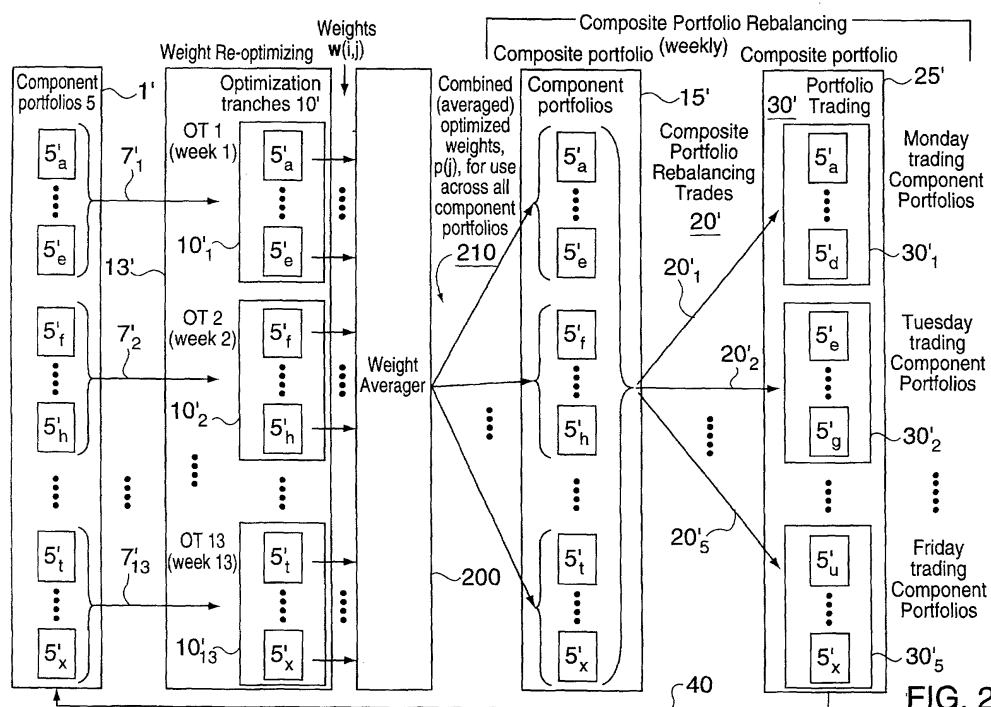 Composite Portfolio Rebalancing
(weekly)
Weights
w(i,j)
Weight Re-optimizing
Composite portfolio
Composite portfolio
Component
portfolios 5
1'
Optimization
tranches 10'
Combined
(averaged)
optimized
weights,
p(j), for use
across all
component
portfolios
210
Component
portfolios
15'
Composite
Portfolio
Rebalancing
Trades
20'
30'
Portfolio
Trading
25'
5'a
5'e
7'1
13'
OT 1
(week 1)
5'a
5'e
10'1
5'f
5'h
7'2
OT 2
(week 2)
5'f
5'h
10'2
5't
5'x
7'13
OT 13
(week 13)
5't
5'x
10'13
Weight
Averager
200
5'a
5'e
5'f
5'h
5't
5'x
20'1
20'2
20'5
5'a
5'd
30'1
Monday
trading
Component
Portfolios
5'e
5'g
30'2
Tuesday
trading
Component
Portfolios
5'u
5'x
30'5
Friday
trading
Component
Portfolios
40
FIG. 2